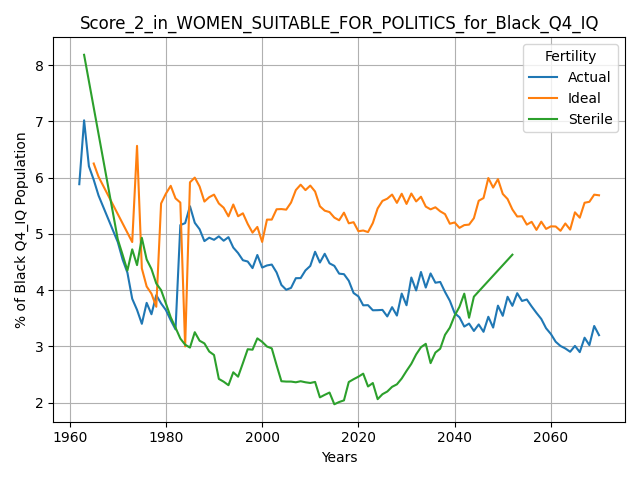 Score_2_in_WOMEN_SUITABLE_FOR_POLITICS_for_Black_Q4_IQ
Fertility
Actual
Ideal
Sterile
% of Black Q4_IQ Population
8
7
6
5
4
3
2
1960 1980 2000 2020 2040 2060
Years